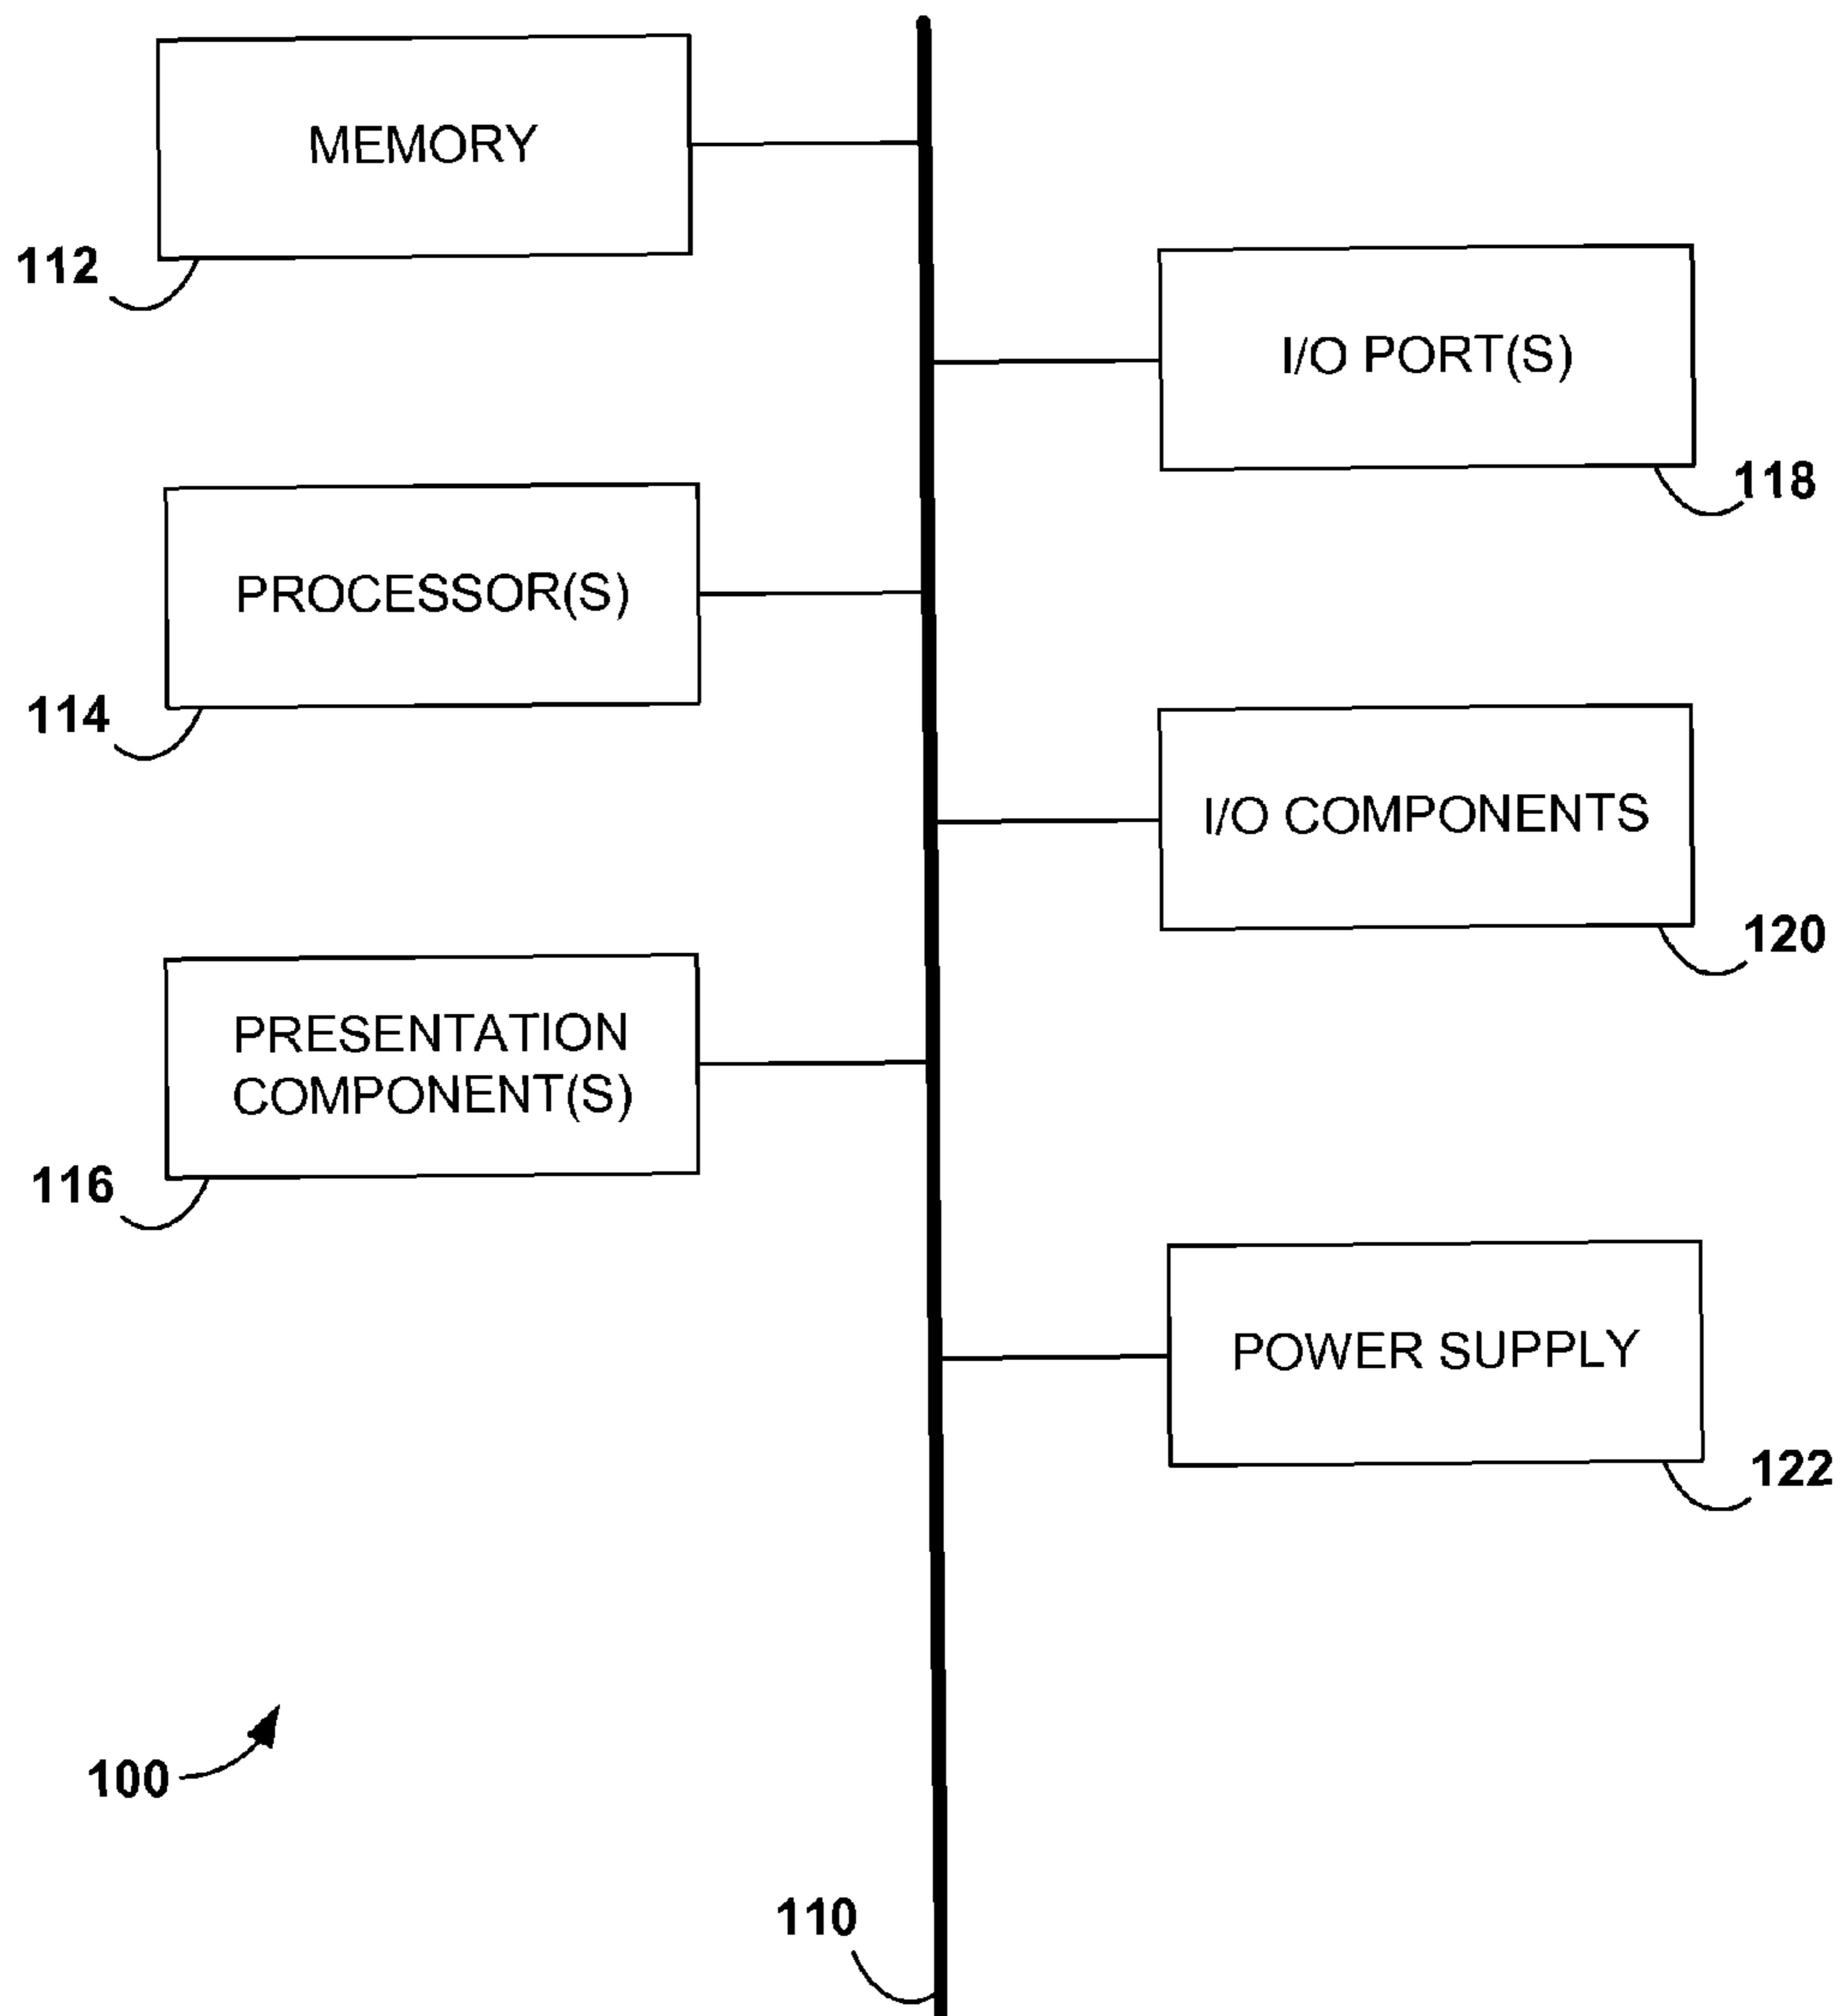 MEMORY
112
I/O PORT(S)
118
PROCESSOR(S)
114
I/O COMPONENTS
120
PRESENTATION
COMPONENT(S)
116
POWER SUPPLY
122
100
110